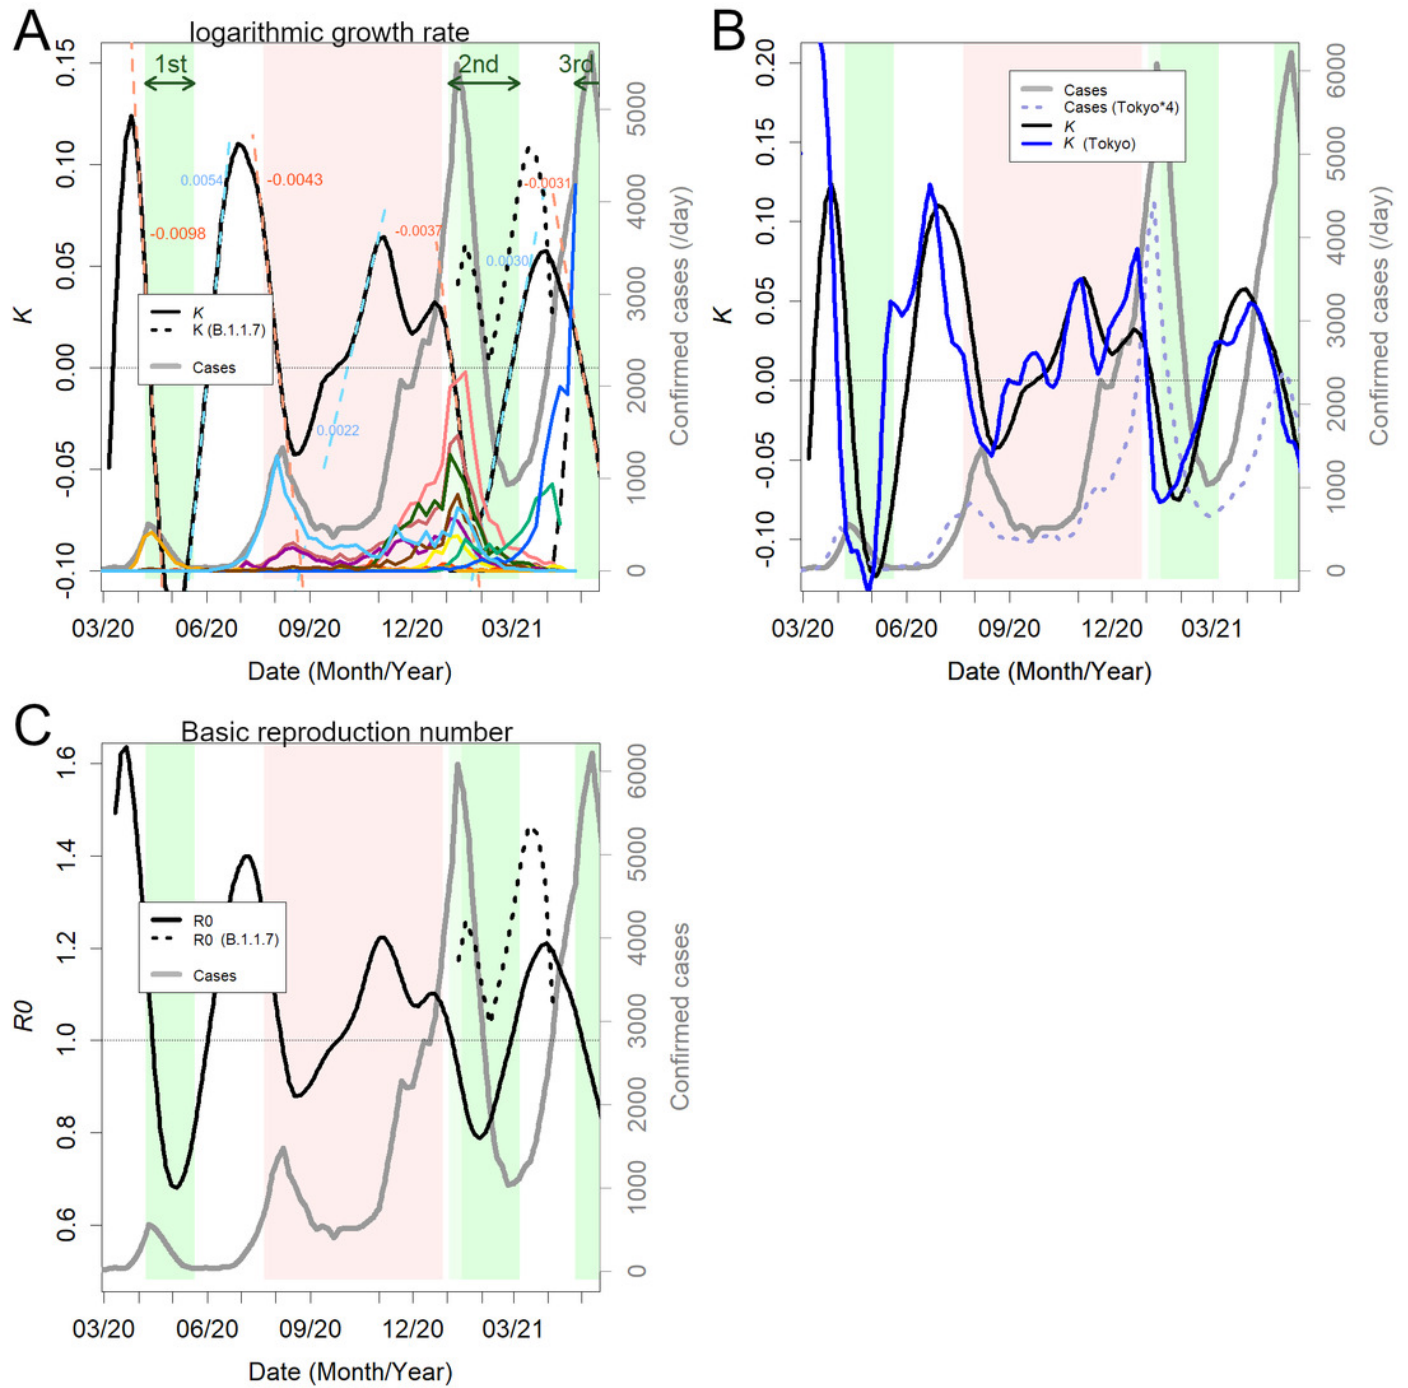 A
logarithmic growth rate
1st
2nd
3rd
0.0054
-0.0043
-0.0098
-0.0037
-0.0031
0.0030
0.0022
K
K (B.1.1.7)
Cases
0.15
0.10
0.05
0.00
-0.05
-0.10
K
5000
4000
3000
2000
1000
0
Confirmed cases (/day)
03/20 06/20 09/20 12/20 03/21
Date (Month/Year)
B
Cases
Cases (Tokyo*4)
K
K (Tokyo)
0.20
0.15
0.10
0.05
0.00
-0.05
-0.10
K
6000
5000
4000
3000
2000
1000
0
Confirmed cases (/day)
03/20 06/20 09/20 12/20 03/21
Date (Month/Year)
C
Basic reproduction number
R0
R0 (B.1.1.7)
Cases
1.6
1.4
1.2
1.0
0.8
0.6
R0
6000
5000
4000
3000
2000
1000
0
Confirmed cases
03/20 06/20 09/20 12/20 03/21
Date (Month/Year)